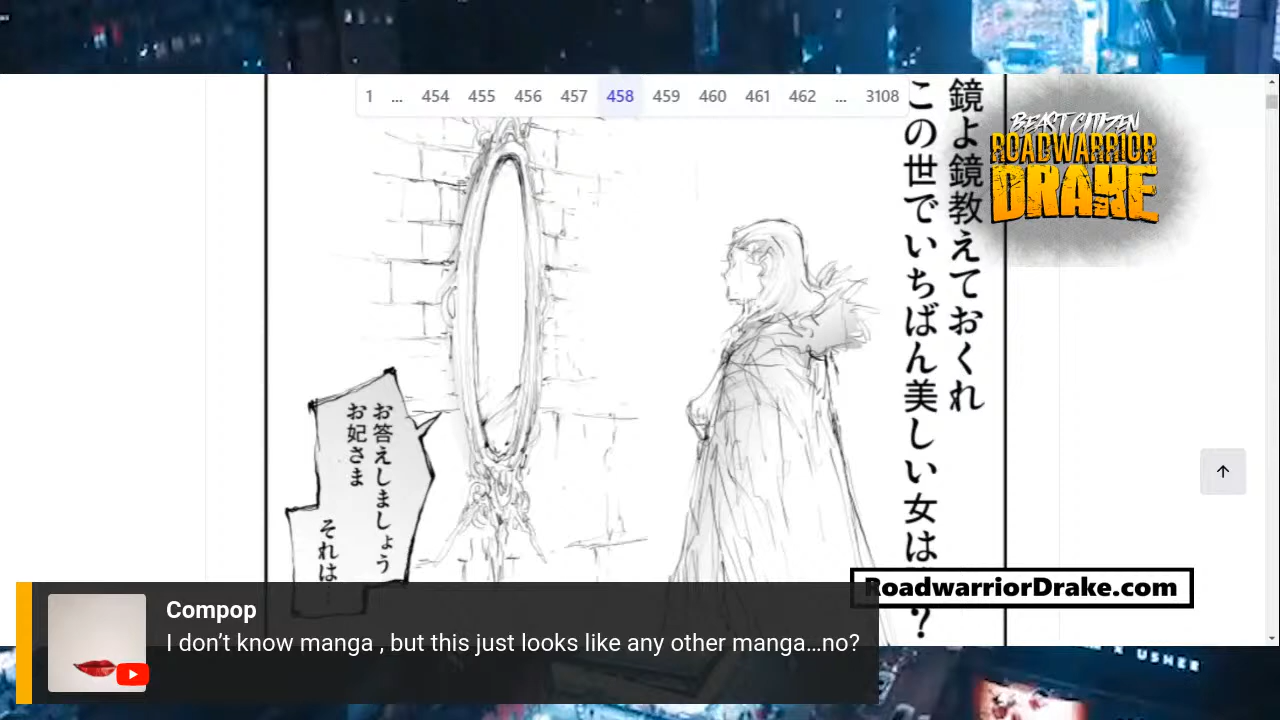 1 ... 454 455 456 457 458 459 460 461 462 ... 3108
鏡よ鏡教えておくれ
この世でいちばん美しい女は
?
BEAST CITIZEN
ROADWARRIOR
DRAKE
お答えしましょう
お妃さま
それは…
RoadwarriorDrake.com
Compop
I don’t know manga , but this just looks like any other manga...no?
USHER